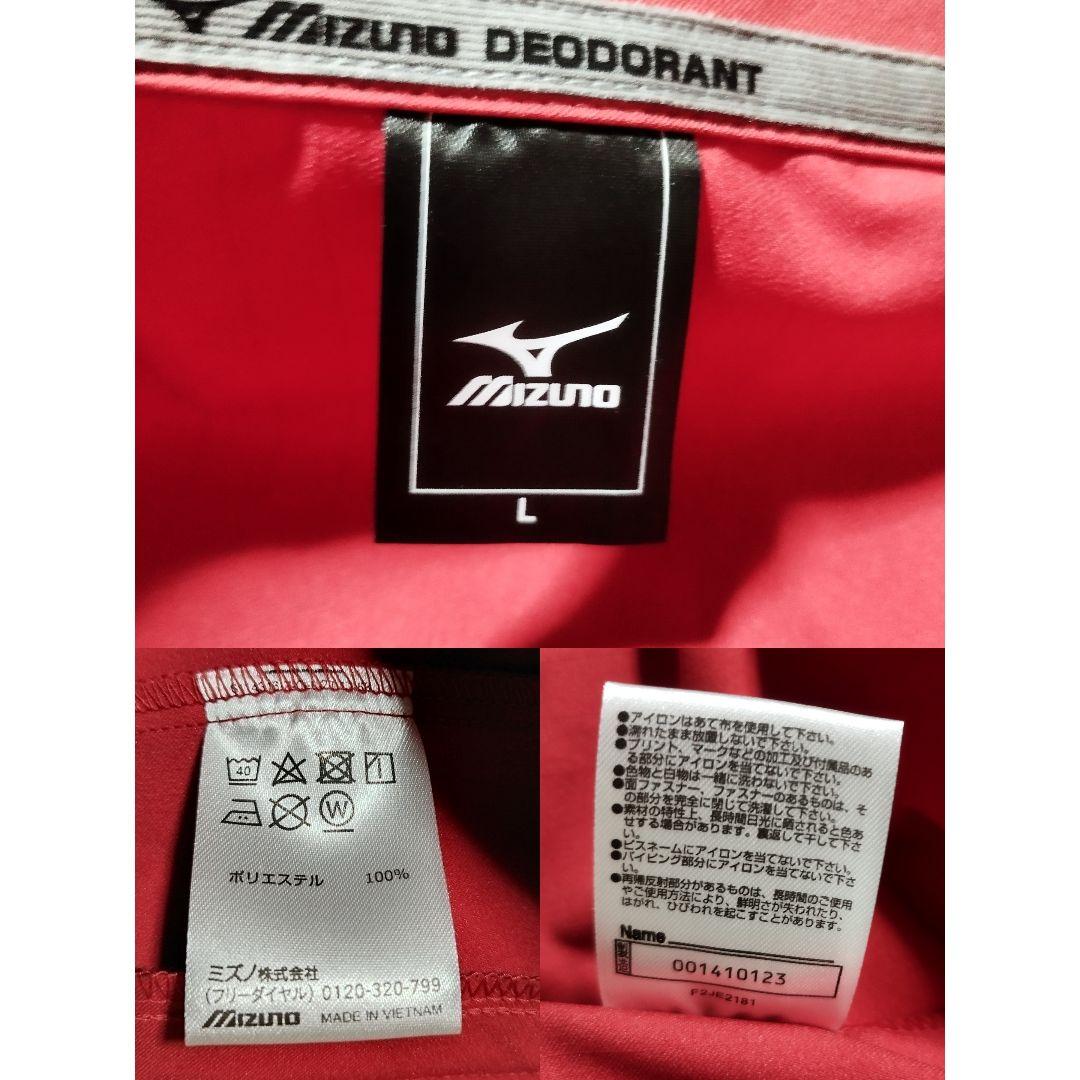 MIZUNO DEODORANT
MIZUNO
L
40
W
ポリエステル 100%
ミズノ株式会社
(フリーダイヤル) 0120-320-799
MIZUNO MADE IN VIETNAM
●アイロンはあて布を使用して下さい。
●濡れたまま放置しないで下さい。
●プリント、マークなどの加工及び付属品のあ
る部分にアイロンを当てないで下さい。
●色物と白物は一緒に洗わないで下さい。
●面ファスナー、ファスナーのあるものは、そ
の部分を完全に閉じて洗濯して下さい。
●素材の特性上、長時間日光に晒されると色あ
せする場合があります。裏返して干して下さ
い。
●ピスネームにアイロンを当てないで下さい。
●パイピング部分にアイロンを当てないで下さ
い。
●再帰反射部分があるものは、長時間のご使用
やご使用方法により、鮮明さが失われたり、
はがれ、ひびわれを起こすことがあります。
Name
001410123
F2JE2181